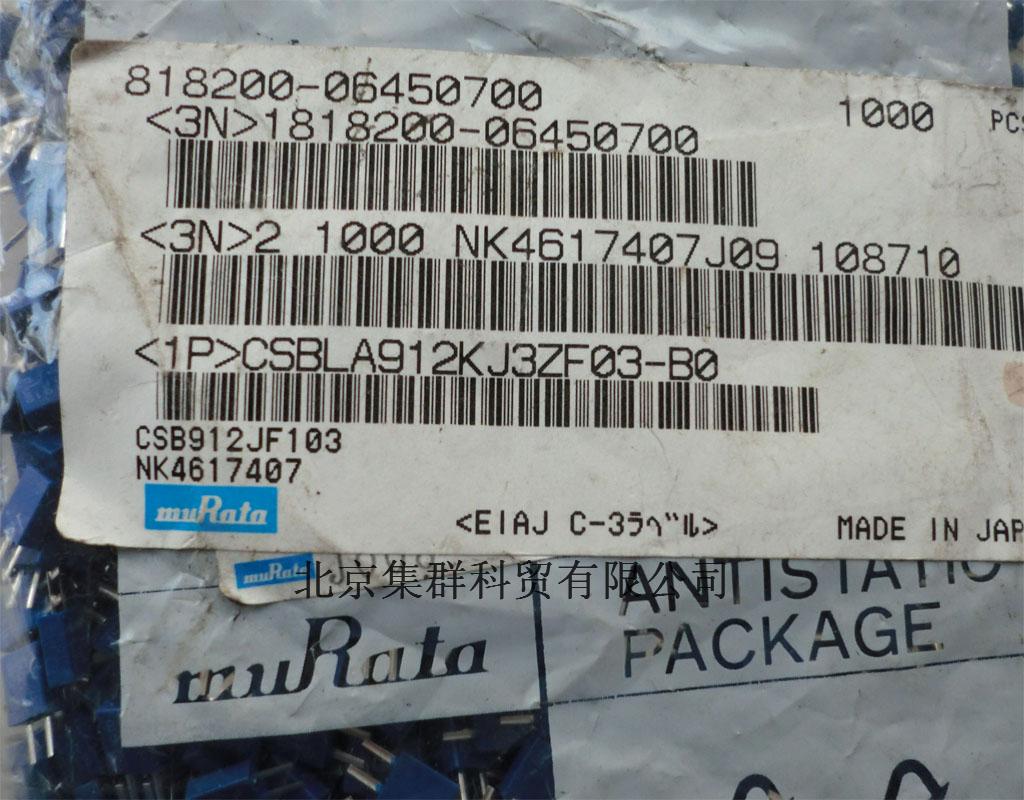 818200-06450700
1000 PCS
<3N>1818200-06450700
<3N>2 1000 NK4617407J09 108710
<1P>CSBLA912KJ3ZF03-B0
CSB912JF103
NK4617407
muRata
<EIAJ C-3ラベル>
MADE IN JAP
muRata
北京集群科贸有限公司
ANTISTATIC
PACKAGE
muRata